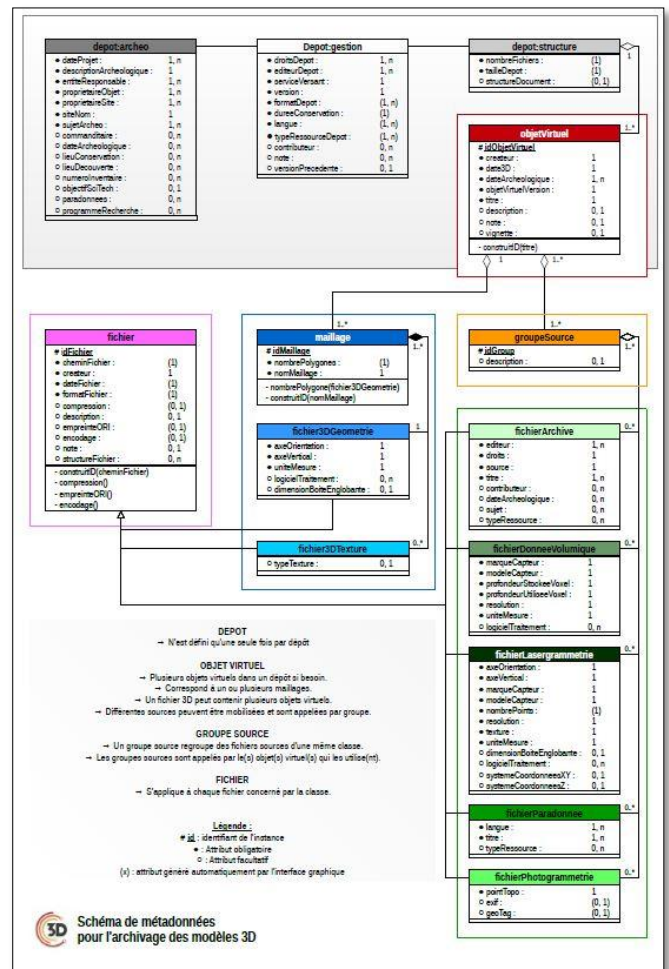 depot:archeo
● dateProjet : 1, n
● descriptionArcheologique : 1
● entiteResponsable : 1, n
● proprietaireObjet : 1, n
● proprietaireSite : 1, n
● siteNom : 1
● sujetArcheo : 1, n
○ commanditaire : 0, n
○ dateArcheologique : 0, n
○ lieuConservation : 0, n
○ lieuDecouverte : 0, n
○ numeroInventaire : 0, n
○ objectifSciTech : 0, 1
○ paradonnees : 0, n
○ programmeRecherche : 0, n
Depot:gestion
● droitsDepot : 1, n
● editeurDepot : 1, n
● serviceVersant : 1
● version : 1
● formatDepot : (1, n)
● dureeConservation : (1)
● langue : (1, n)
● typeRessourceDepot : (1, n)
○ contributeur : 0, n
○ note : 0, n
○ versionPrecedente : 0, 1
depot:structure
● nombreFichiers : (1)
● tailleDepot : (1)
○ structureDocument : (0, 1)
1
1..*
objetVirtuel
# idObjetVirtuel
● createur : 1
● date3D : 1
● dateArcheologique : 1, n
● objetVirtuelVersion : 1
● titre : 1
○ description : 0, 1
○ note : 0, 1
○ vignette : 0, 1
- construitID(titre)
1
1..*
fichier
# idFichier
● cheminFichier : (1)
● createur : 1
● dateFichier : (1)
● formatFichier : (1)
○ compression : (0, 1)
○ description : 0, 1
○ empreinteORI : (0, 1)
○ encodage : (0, 1)
○ note : 0, 1
○ structureFichier : 0, n
- construitID(cheminFichier)
- compression()
- empreinteORI()
- encodage()
1..*
maillage
1..*
# idMaillage
● nombrePolygones : (1)
● nomMaillage : 1
- nombrePolygone(fichier3DGeometrie)
- construitID(nomMaillage)
fichier3DGeometrie
1
● axeOrientation : 1
● axeVertical : 1
● uniteMesure : 1
○ logicielTraitement : 0, n
○ dimensionBoiteEnglobante : 0, 1
fichier3DTexture
0..*
○ typeTexture : 0, 1
1..*
groupeSource
1..*
# idGroup
○ description : 0, 1
fichierArchive
0..*
● editeur : 1, n
● droits : 1
● source : 1
● titre : 1, n
○ contributeur : 0, n
○ dateArcheologique : 0, n
○ sujet : 0, n
○ typeRessource : 0, n
fichierDonneeVolumique
0..*
● marqueCapteur : 1
● modeleCapteur : 1
● profondeurStockeeVoxel : 1
● profondeurUtiliseeVoxel : 1
● resolution : 1
● uniteMesure : 1
○ logicielTraitement : 0, n
fichierLasergrammetrie
0..*
● axeOrientation : 1
● axeVertical : 1
● marqueCapteur : 1
● modeleCapteur : 1
● nombrePoints : (1)
● resolution : 1
● texture : 1
● uniteMesure : 1
○ dimensionBoiteEnglobante : 0, 1
○ logicielTraitement : 0, n
○ systemeCoordonneesXY : 0, 1
○ systemeCoordonneesZ : 0, 1
fichierParadonnee
0..*
● langue : 1, n
● titre : 1, n
○ typeRessource : 0, n
fichierPhotogrammetrie
0..*
● pointTopo : 1
○ exif : (0, 1)
○ geoTag : (0, 1)
DEPOT
→ N'est défini qu'une seule fois par dépôt
OBJET VIRTUEL
→ Plusieurs objets virtuels dans un dépôt si besoin.
→ Correspond à un ou plusieurs maillages.
→ Un fichier 3D peut contenir plusieurs objets virtuels.
→ Différentes sources peuvent être mobilisées et sont appelées par groupe.
GROUPE SOURCE
→ Un groupe source regroupe des fichiers sources d'une même classe.
→ Les groupes sources sont appelés par le(s) objet(s) virtuel(s) qui les utilise(nt).
FICHIER
→ S'applique à chaque fichier concerné par la classe.
Légende :
# id : identifiant de l'instance
● : Attribut obligatoire
○ : Attribut facultatif
(x) : attribut généré automatiquement par l'interface graphique
3D
Schéma de métadonnées
pour l'archivage des modèles 3D